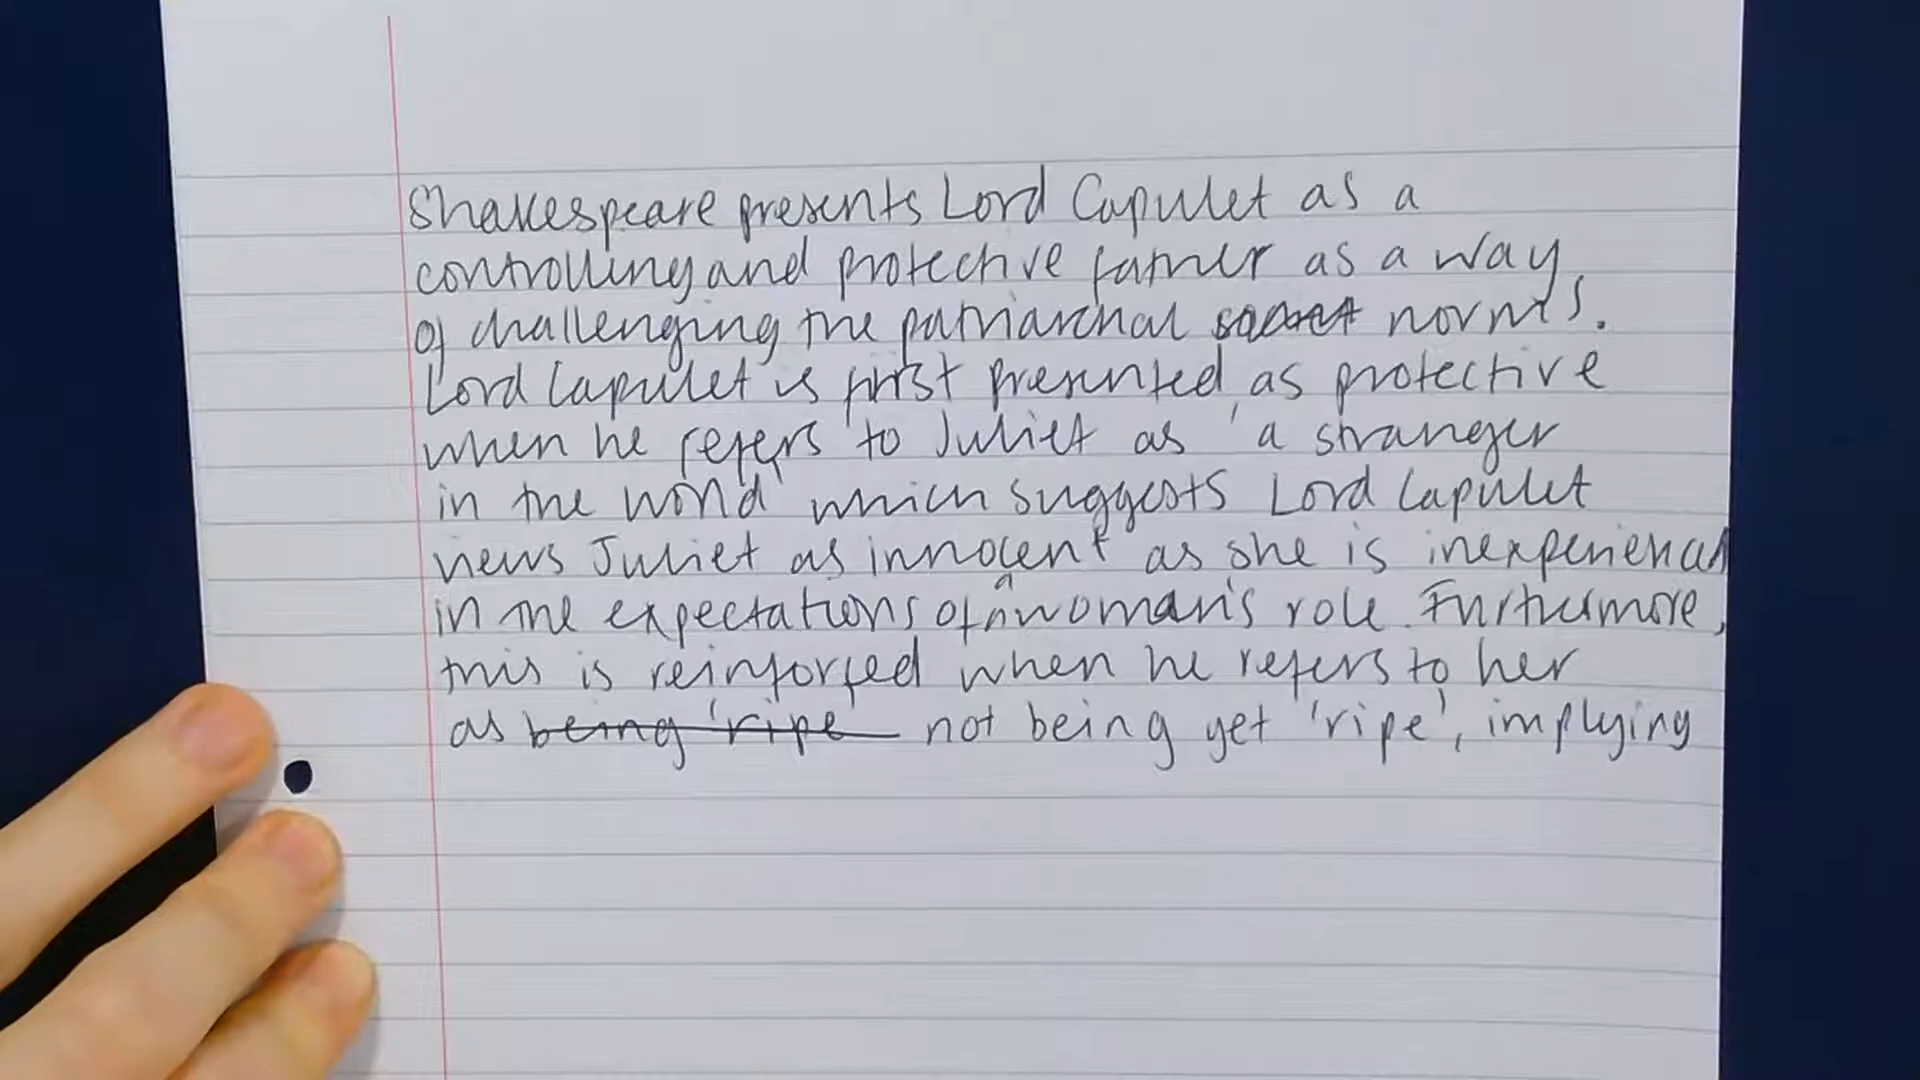 Shakespeare presents Lord Capulet as a
controlling and protective father as a way
of challenging the patriarchal norms.
Lord Capulet is first presented as protective
when he refers to Juliet as 'a stranger
in the world' which suggests Lord Capulet
views Juliet as innocent as she is inexperienced
in the expectations of a woman's role. Furthermore,
this is reinforced when he refers to her
as being 'ripe' not being yet 'ripe', implying